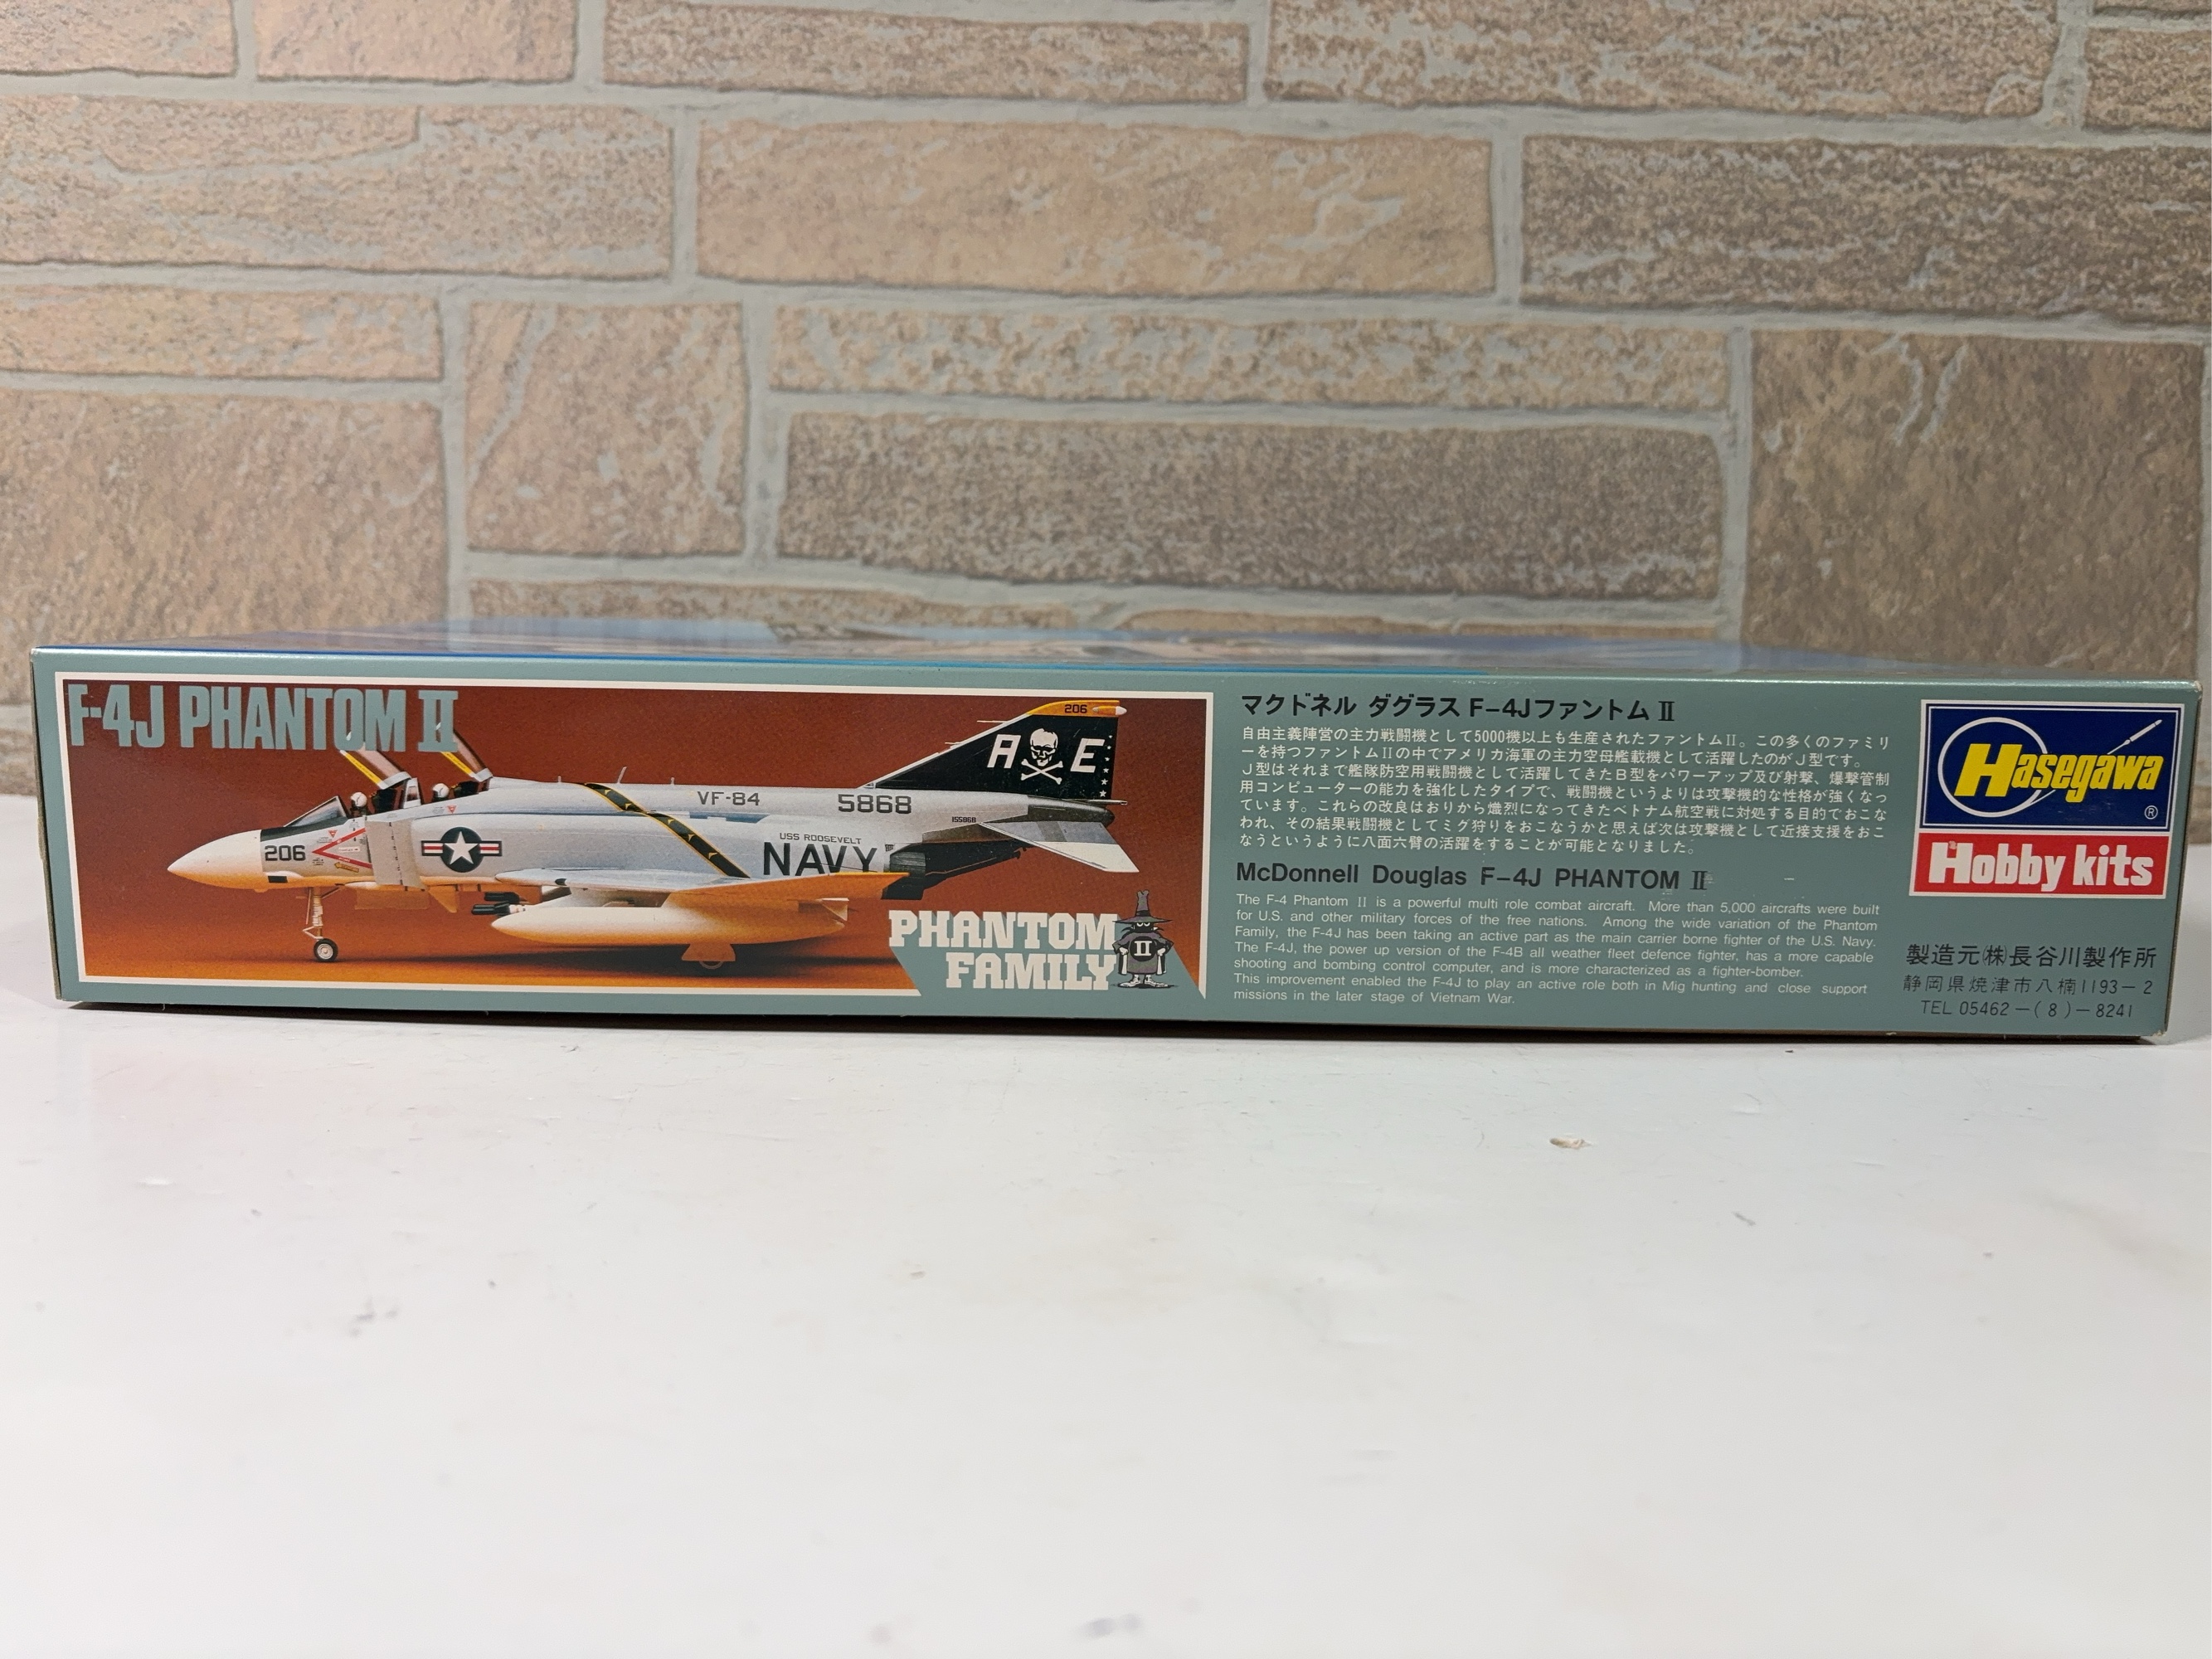 F-4J PHANTOM II
206
A E
VF-84
5868
155868
206
USS ROOSEVELT
NAVY
PHANTOM
FAMILY
II
マクドネル ダグラス F-4JファントムⅡ
自由主義陣営の主力戦闘機として5000機以上も生産されたファントムⅡ。この多くのファミリ
ーを持つファントムⅡの中でアメリカ海軍の主力空母艦載機として活躍したのがJ型です。
J型はそれまで艦隊防空用戦闘機として活躍してきたB型をパワーアップ及び射撃、爆撃管制
用コンピューターの能力を強化したタイプで、戦闘機というよりは攻撃機的な性格が強くなっ
ています。これらの改良はおりから熾烈になってきたベトナム航空戦に対処する目的でおこな
われ、その結果戦闘機としてミグ狩りをおこなうかと思えば次は攻撃機として近接支援をおこ
なうというように八面六臂の活躍をすることが可能となりました。
McDonnell Douglas F-4J PHANTOM II
The F-4 Phantom II is a powerful multi role combat aircraft. More than 5,000 aircrafts were built
for U.S. and other military forces of the free nations. Among the wide variation of the Phantom
Family, the F-4J has been taking an active part as the main carrier borne fighter of the U.S. Navy.
The F-4J, the power up version of the F-4B all weather fleet defence fighter, has a more capable
shooting and bombing control computer, and is more characterized as a fighter-bomber.
This improvement enabled the F-4J to play an active role both in Mig hunting and close support
missions in the later stage of Vietnam War.
Hasegawa
®
Hobby kits
製造元㈱長谷川製作所
静岡県焼津市八楠1193-2
TEL 05462-(8)-8241